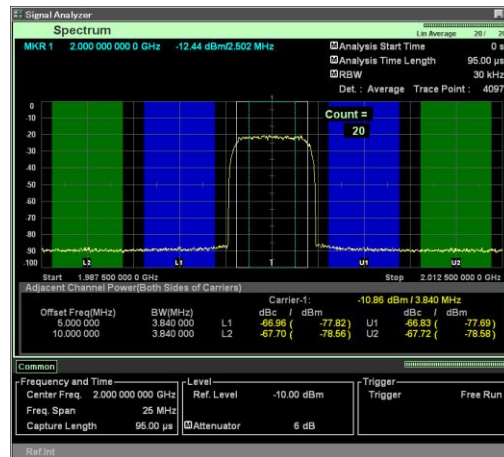 Signal Analyzer
Spectrum
Lin Average 20 / 20
MKR 1 2.000 000 000 0 GHz -12.44 dBm/2.502 MHz
M Analysis Start Time 0 s
M Analysis Time Length 95.00 µs
M RBW 30 kHz
Det. : Average Trace Point : 4097
Count =
20
0
-10
-20
-30
-40
-50
-60
-70
-80
-90
-100
L2 L1 T U1 U2
1
Start 1.987 500 000 0 GHz Stop 2.012 500 000 0 GHz
Adjacent Channel Power(Both Sides of Carriers)
Carrier-1: -10.86 dBm / 3.840 MHz
Offset Freq(MHz) BW(MHz) dBc / dBm dBc / dBm
5.000 000 3.840 000 L1 -66.96 ( -77.82) U1 -66.83 ( -77.69)
10.000 000 3.840 000 L2 -67.70 ( -78.56) U2 -67.72 ( -78.58)
Common
Frequency and Time
Center Freq. 2.000 000 000 GHz
Freq. Span 25 MHz
Capture Length 95.00 µs
Level
Ref. Level -10.00 dBm
M Attenuator 6 dB
Trigger
Trigger Free Run
Ref.Int